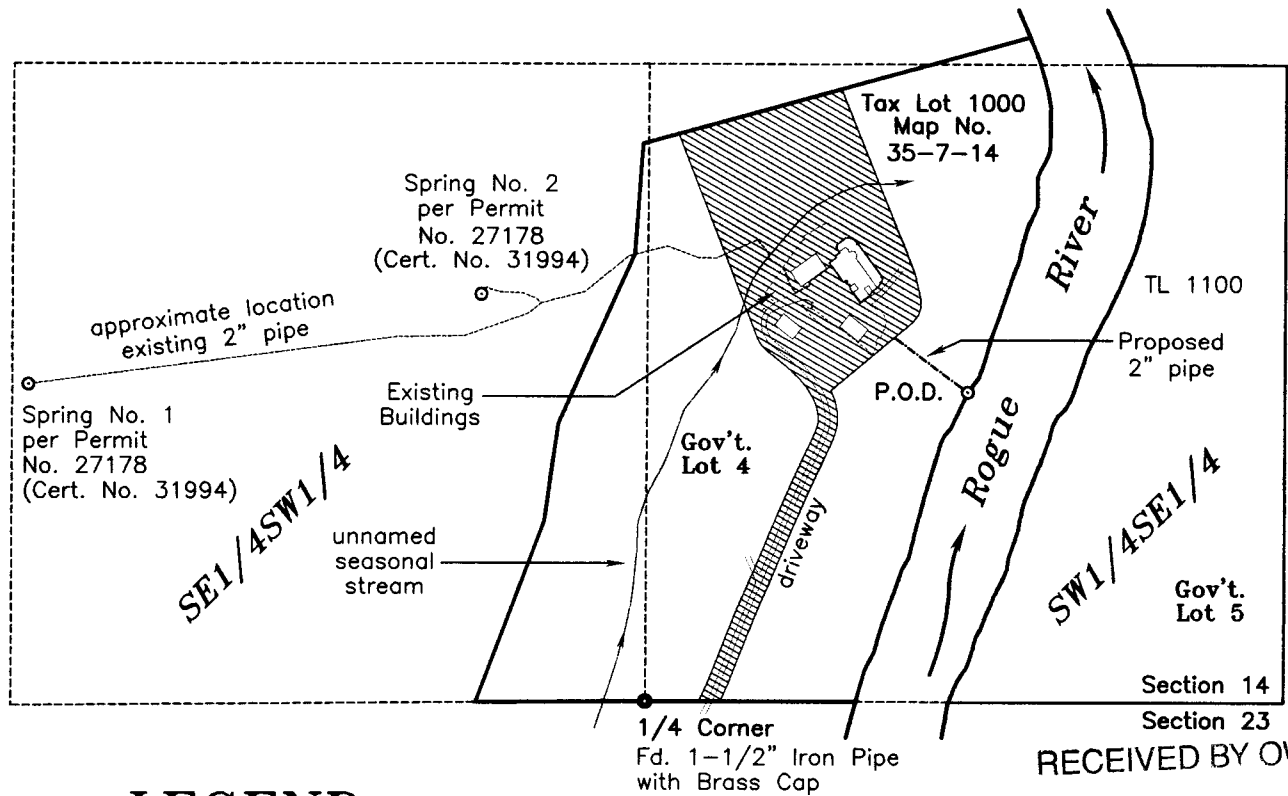 Tax Lot 1000
Map No.
35-7-14
Spring No. 2
per Permit
No. 27178
(Cert. No. 31994)
River
TL 1100
approximate location
existing 2" pipe
Proposed
2" pipe
P.O.D.
Existing
Buildings
Spring No. 1
per Permit
No. 27178
(Cert. No. 31994)
Gov't.
Lot 4
Rogue
SE1/4SW1/4
driveway
unnamed
seasonal
stream
SW1/4SE1/4
Gov't.
Lot 5
Section 14
Section 23
1/4 Corner
Fd. 1-1/2" Iron Pipe
with Brass Cap
RECEIVED BY